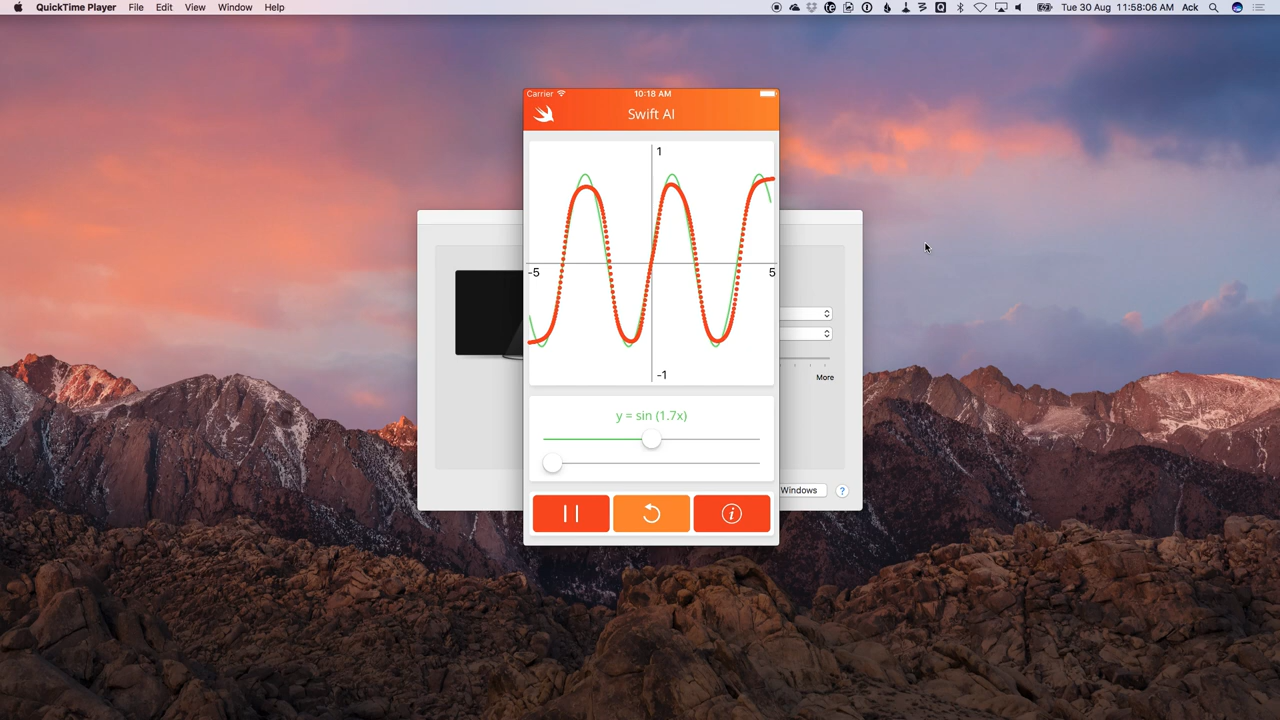 QuickTime Player File Edit View Window Help Tue 30 Aug 11:58:06 AM Ack
Carrier 10:18 AM
Swift AI
1
-5 5
-1
More
y = sin (1.7x)
Windows ?
i